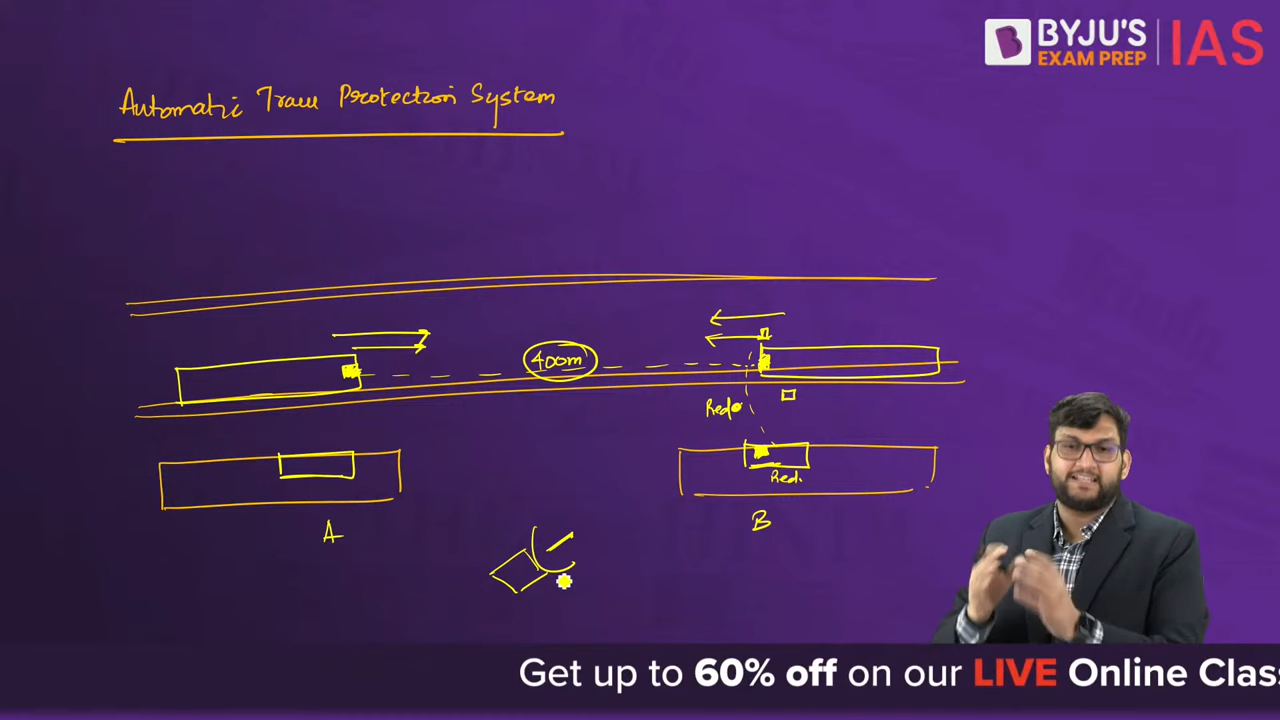 BYJU'S
EXAM PREP
IAS
Automatic Train Protection System
400m
Red
Red.
A
B
Get up to 60% off on our LIVE Online Clas